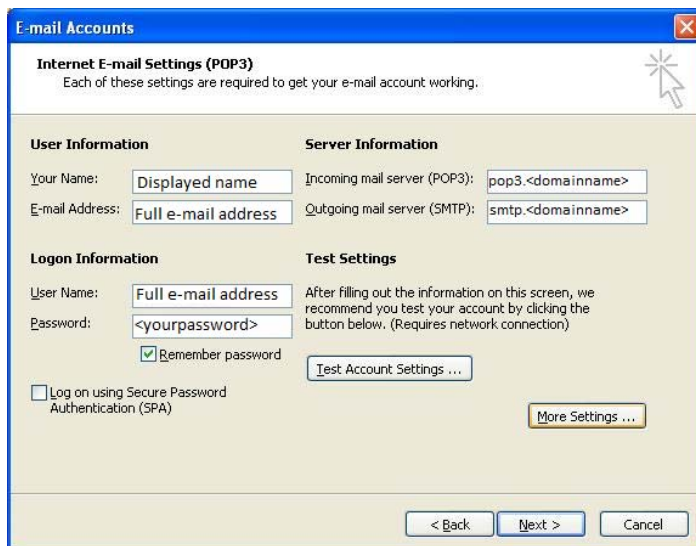 E-mail Accounts
Internet E-mail Settings (POP3)
Each of these settings are required to get your e-mail account working.
User Information
Your Name: Displayed name
E-mail Address: Full e-mail address
Server Information
Incoming mail server (POP3): pop3.<domainname>
Outgoing mail server (SMTP): smtp.<domainname>
Logon Information
User Name: Full e-mail address
Password: <yourpassword>
Remember password
Log on using Secure Password
Authentication (SPA)
Test Settings
After filling out the information on this screen, we
recommend you test your account by clicking the
button below. (Requires network connection)
Test Account Settings ...
More Settings ...
< Back
Next >
Cancel